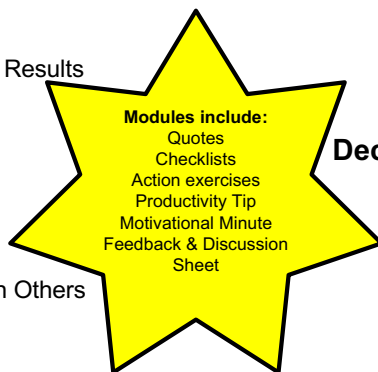 Results
Modules include:
Quotes
Checklists
Dec
Action exercises
Productivity Tip
Motivational Minute
Feedback & Discussion
Sheet
Others